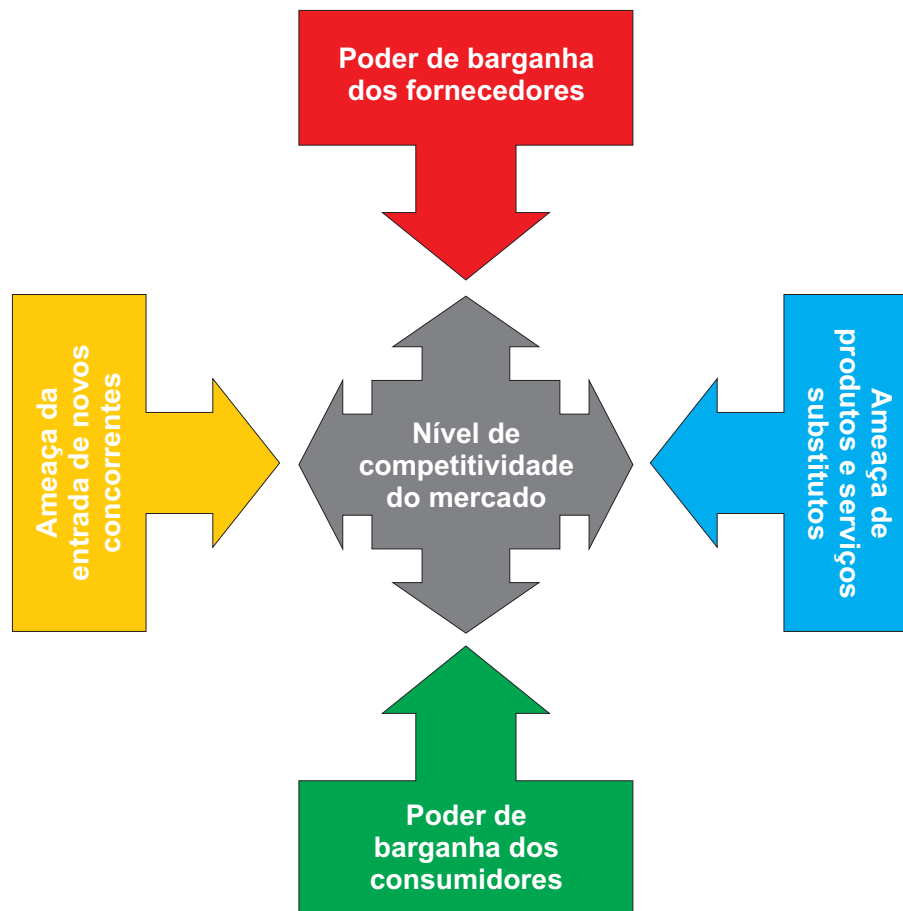 Poder de barganha
dos fornecedores
Ameaça da
entrada de novos
concorrentes
Nível de
competitividade
do mercado
Ameaça de
produtos e serviços
substitutos
Poder de
barganha dos
consumidores